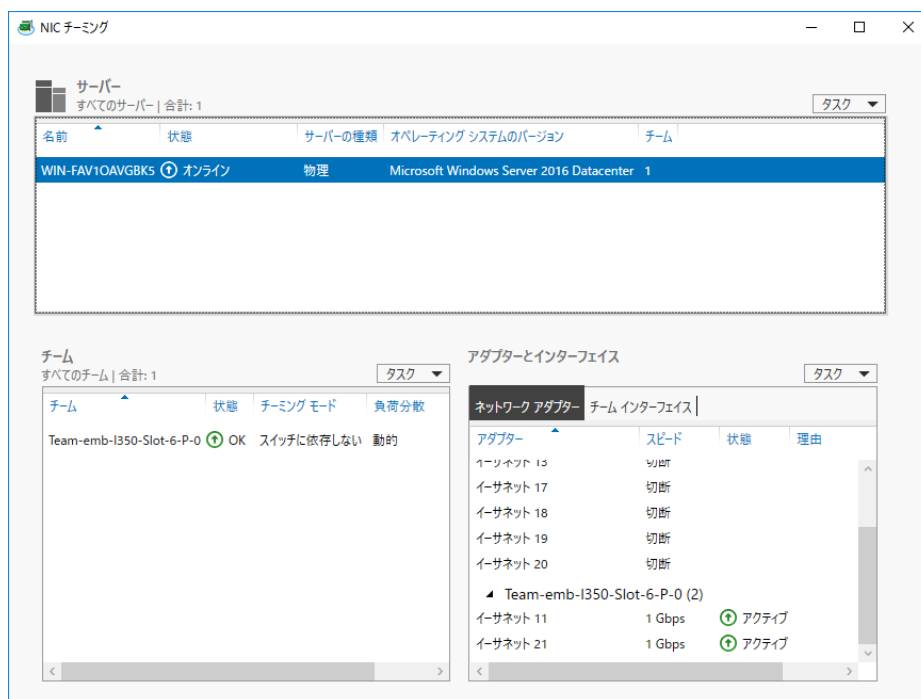 NIC チーミング
サーバー
すべてのサーバー | 合計: 1
タスク
名前 状態 サーバーの種類 オペレーティング システムのバージョン チーム
WIN-FAV1OAVGBK5 オンライン 物理 Microsoft Windows Server 2016 Datacenter 1
チーム
すべてのチーム | 合計: 1
タスク
チーム 状態 チーミング モード 負荷分散
Team-emb-I350-Slot-6-P-0 OK スイッチに依存しない 動的
アダプターとインターフェイス
タスク
ネットワーク アダプター チーム インターフェイス
アダプター スピード 状態 理由
イーサネット 13 切断
イーサネット 17 切断
イーサネット 18 切断
イーサネット 19 切断
イーサネット 20 切断
Team-emb-I350-Slot-6-P-0 (2)
イーサネット 11 1 Gbps アクティブ
イーサネット 21 1 Gbps アクティブ